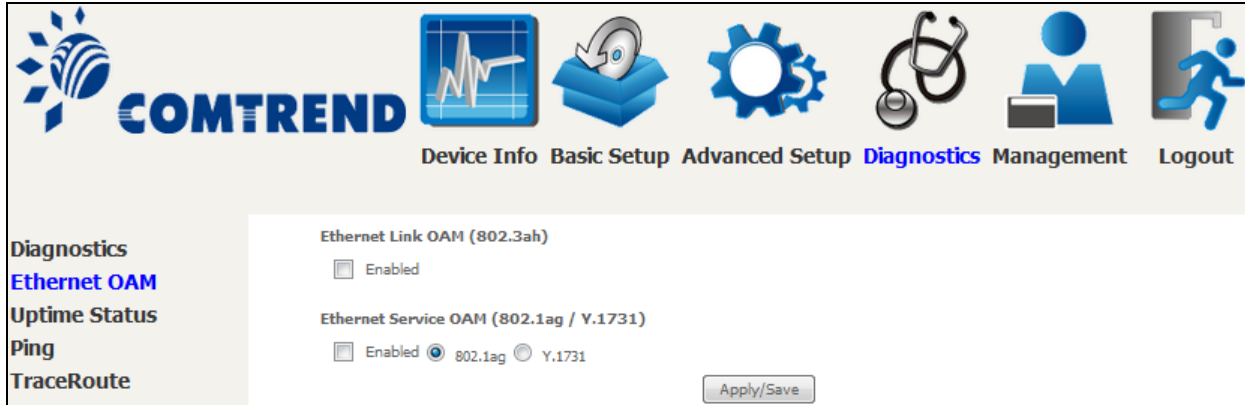 COMTREND
Device Info Basic Setup Advanced Setup Diagnostics Management Logout
Diagnostics
Ethernet OAM
Uptime Status
Ping
TraceRoute
Ethernet Link OAM (802.3ah)
Enabled
Ethernet Service OAM (802.1ag / Y.1731)
Enabled 802.1ag Y.1731
Apply/Save